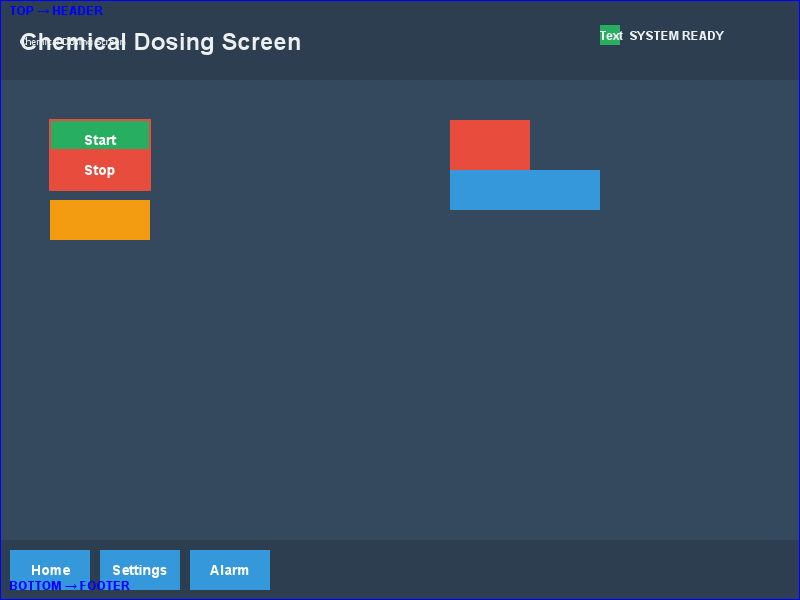 TOP → HEADER
Chemical Dosing Screen
Chemical Dosing Screen
Text SYSTEM READY
Start
Stop
Home Settings Alarm
BOTTOM → FOOTER